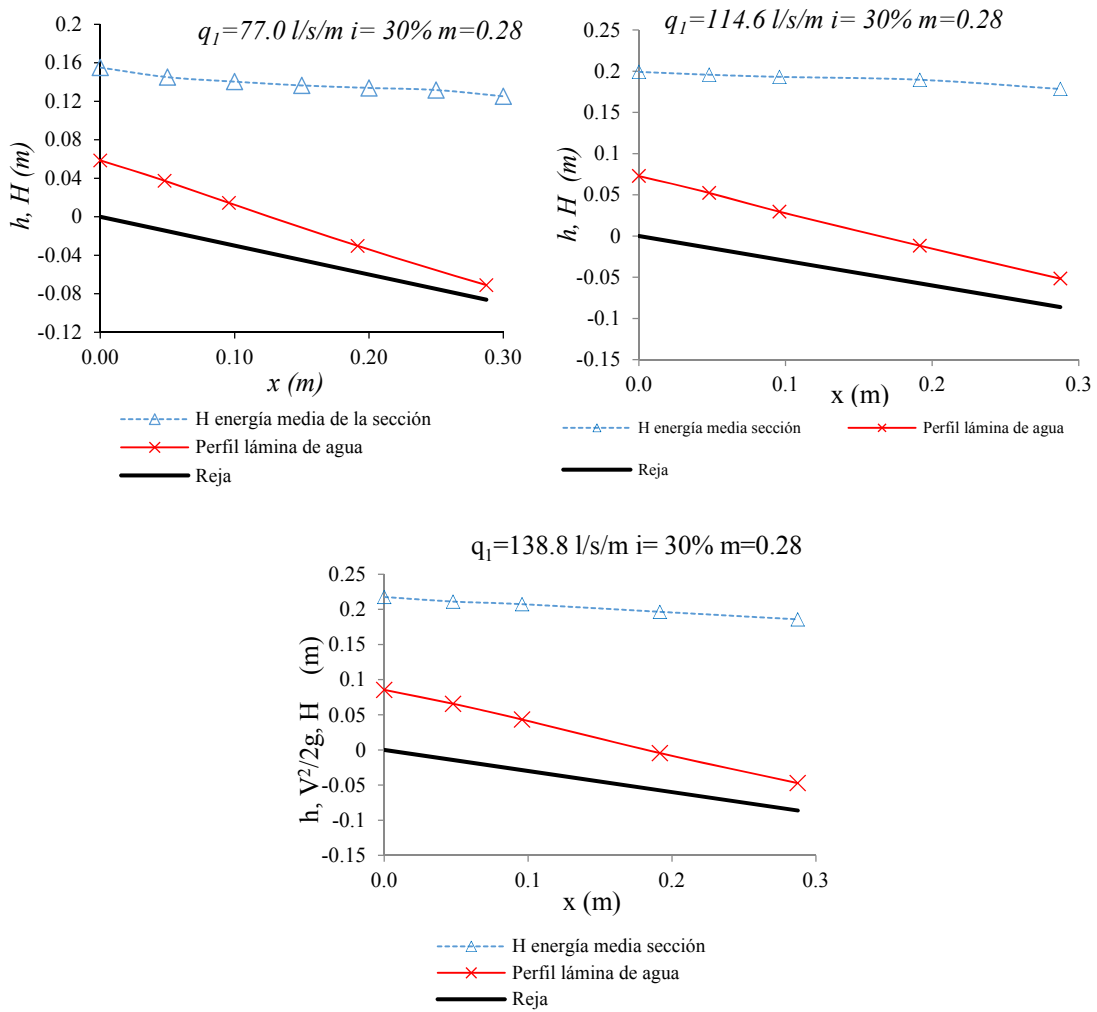 q1=77.0 l/s/m i= 30% m=0.28
0.2
0.16
0.12
0.08
0.04
0
-0.04
-0.08
-0.12
h, H (m)
0.00 0.10 0.20 0.30
x (m)
H energía media de la sección
Perfil lámina de agua
Reja
q1=114.6 l/s/m i= 30% m=0.28
0.25
0.2
0.15
0.1
0.05
0
-0.05
-0.1
-0.15
h, H (m)
0.0 0.1 0.2 0.3
x (m)
H energía media sección Perfil lámina de agua
Reja
q1=138.8 l/s/m i= 30% m=0.28
0.25
0.2
0.15
0.1
0.05
0
-0.05
-0.1
-0.15
h, V²/2g, H (m)
0.0 0.1 0.2 0.3
x (m)
H energía media sección
Perfil lámina de agua
Reja